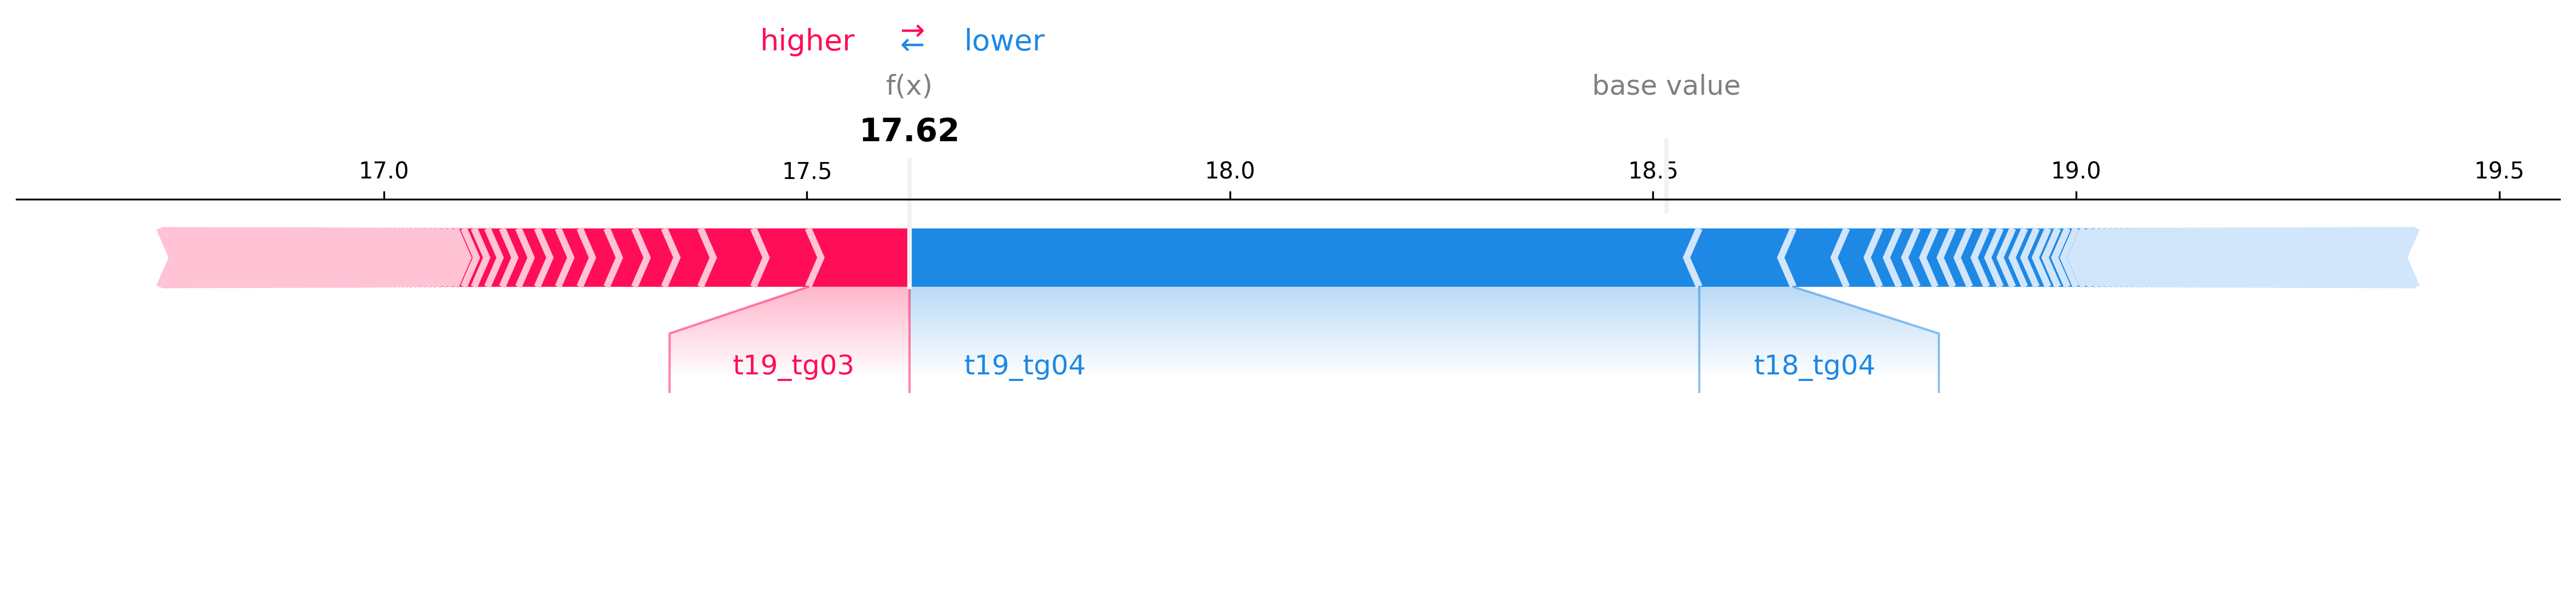 higher ⇄ lower
f(x) base value
17.62
17.0 17.5 18.0 18.5 19.0 19.5
t19_tg03 t19_tg04 t18_tg04